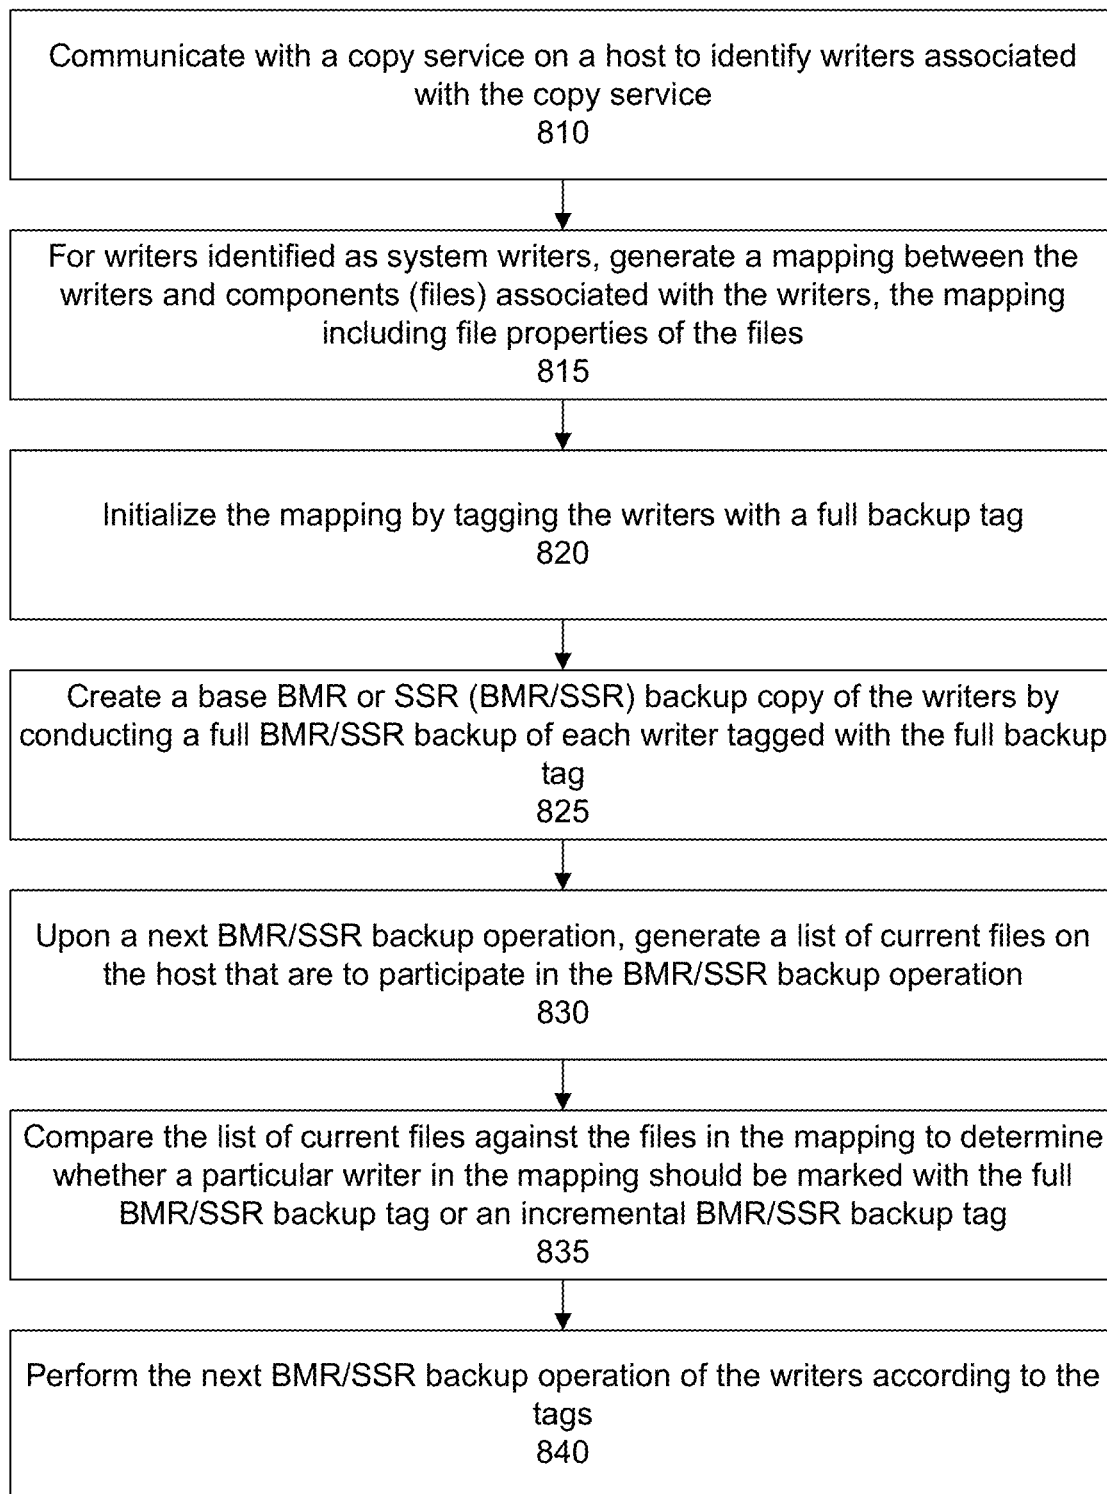 Communicate with a copy service on a host to identify writers associated
with the copy service
810
For writers identified as system writers, generate a mapping between the
writers and components (files) associated with the writers, the mapping
including file properties of the files
815
Initialize the mapping by tagging the writers with a full backup tag
820
Create a base BMR or SSR (BMR/SSR) backup copy of the writers by
conducting a full BMR/SSR backup of each writer tagged with the full backup
tag
825
Upon a next BMR/SSR backup operation, generate a list of current files on
the host that are to participate in the BMR/SSR backup operation
830
Compare the list of current files against the files in the mapping to determine
whether a particular writer in the mapping should be marked with the full
BMR/SSR backup tag or an incremental BMR/SSR backup tag
835
Perform the next BMR/SSR backup operation of the writers according to the
tags
840